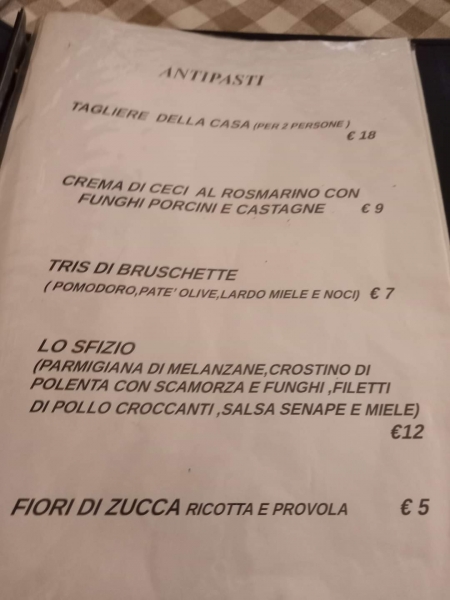 ANTIPASTI
TAGLIERE DELLA CASA (PER 2 PERSONE )
€ 18
CREMA DI CECI AL ROSMARINO CON
FUNGHI PORCINI E CASTAGNE € 9
TRIS DI BRUSCHETTE
( POMODORO,PATE' OLIVE,LARDO MIELE E NOCI) € 7
LO SFIZIO
(PARMIGIANA DI MELANZANE,CROSTINO DI
POLENTA CON SCAMORZA E FUNGHI ,FILETTI
DI POLLO CROCCANTI ,SALSA SENAPE E MIELE)
€12
FIORI DI ZUCCA RICOTTA E PROVOLA € 5